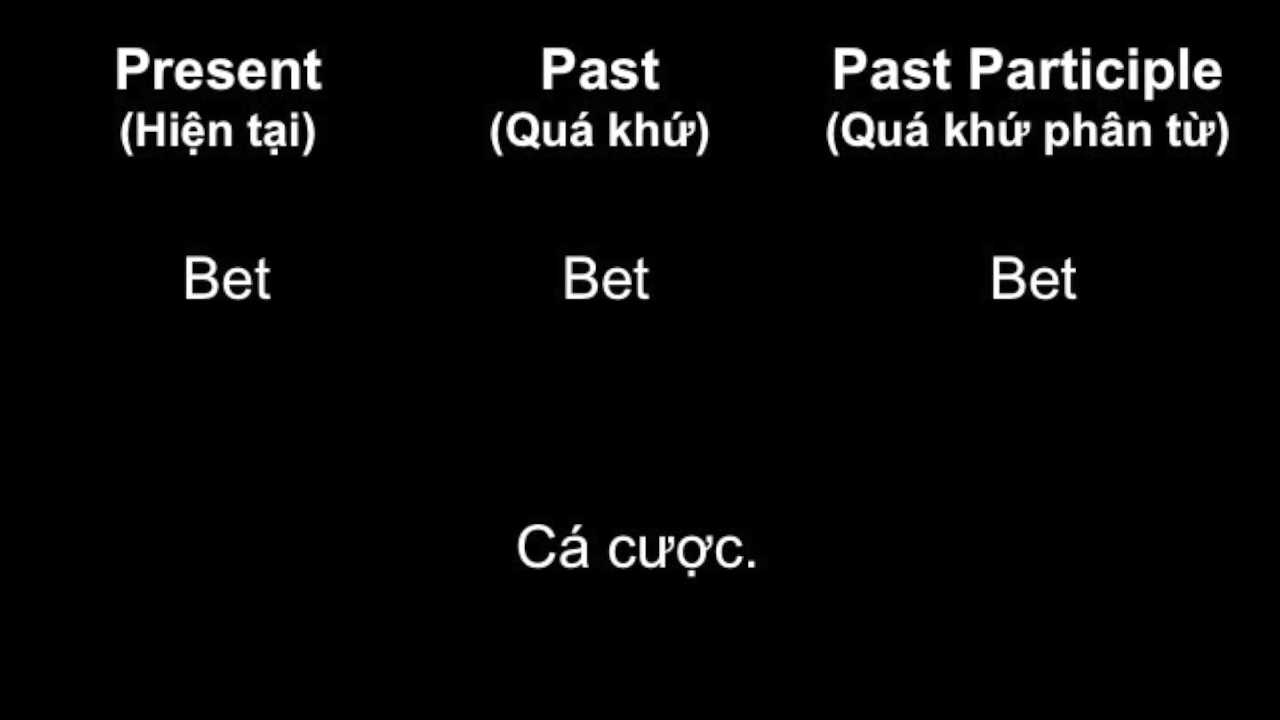 Present Past Past Participle
(Hiện tại) (Quá khứ) (Quá khứ phân từ)
Bet Bet Bet
Cá cược.